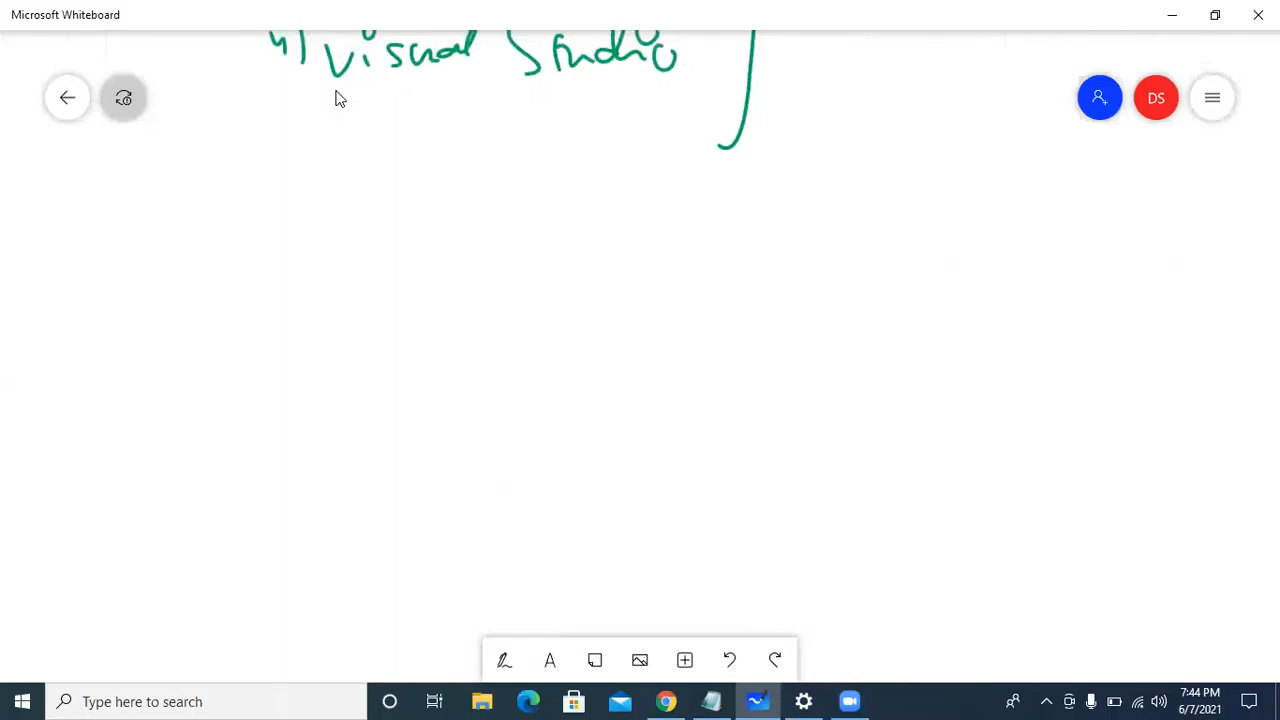 Microsoft Whiteboard
4) Visual Studio
DS
Type here to search
7:44 PM
6/7/2021